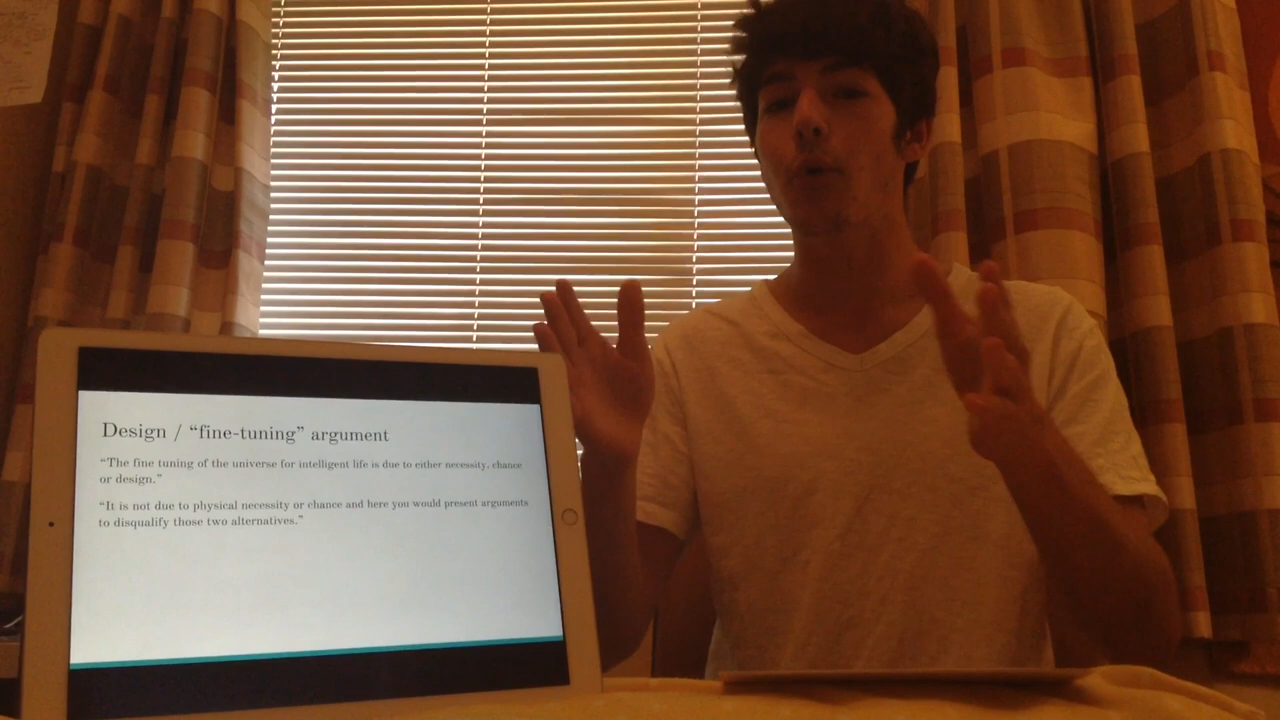 Design / “fine-tuning” argument
“The fine tuning of the universe for intelligent life is due to either necessity, chance
or design.”
“It is not due to physical necessity or chance and here you would present arguments
to disqualify those two alternatives.”